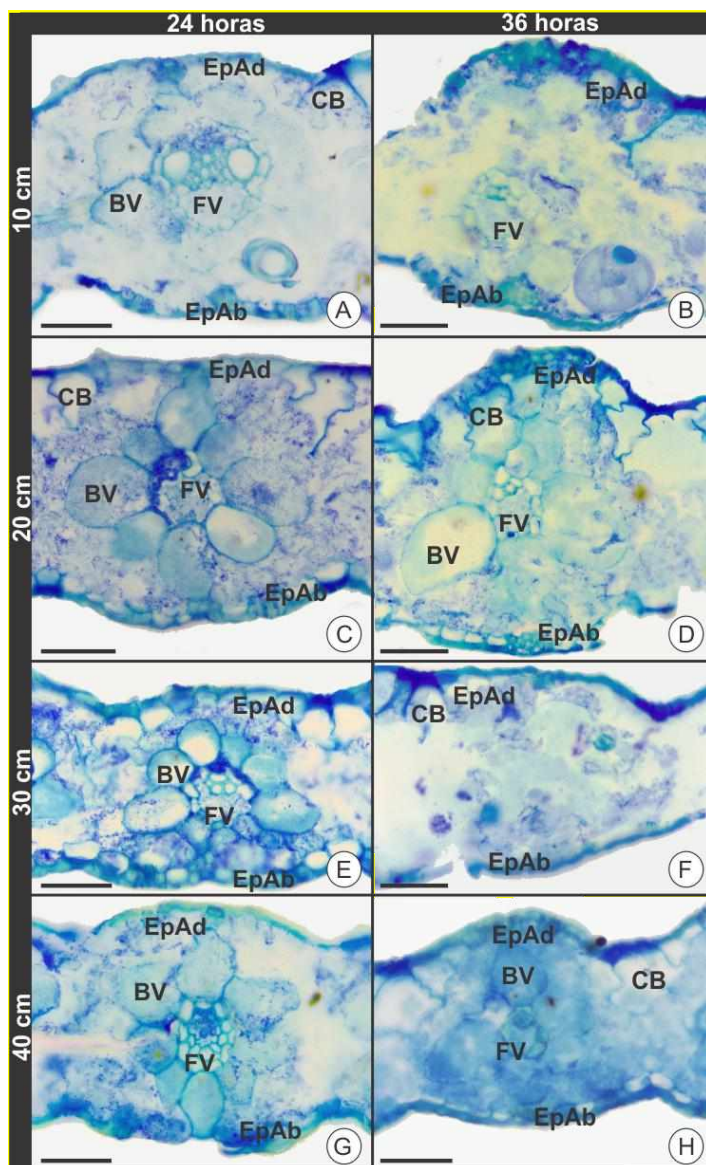 24 horas 36 horas
10 cm
EpAd
CB
BV
FV
EpAb
A
EpAd
FV
EpAb
B
20 cm
EpAd
CB
BV
FV
EpAb
C
EpAd
CB
FV
BV
EpAb
D
30 cm
EpAd
BV
FV
EpAb
E
EpAd
CB
EpAb
F
40 cm
EpAd
BV
FV
EpAb
G
EpAd
BV
CB
FV
EpAb
H